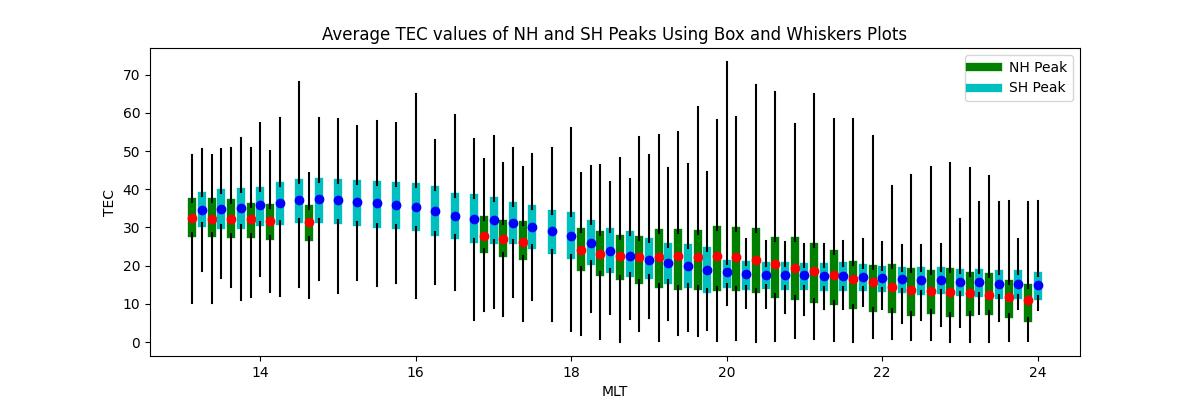 Average TEC values of NH and SH Peaks Using Box and Whiskers Plots
NH Peak
SH Peak
TEC
70
60
50
40
30
20
10
0
14 16 18 20 22 24
MLT